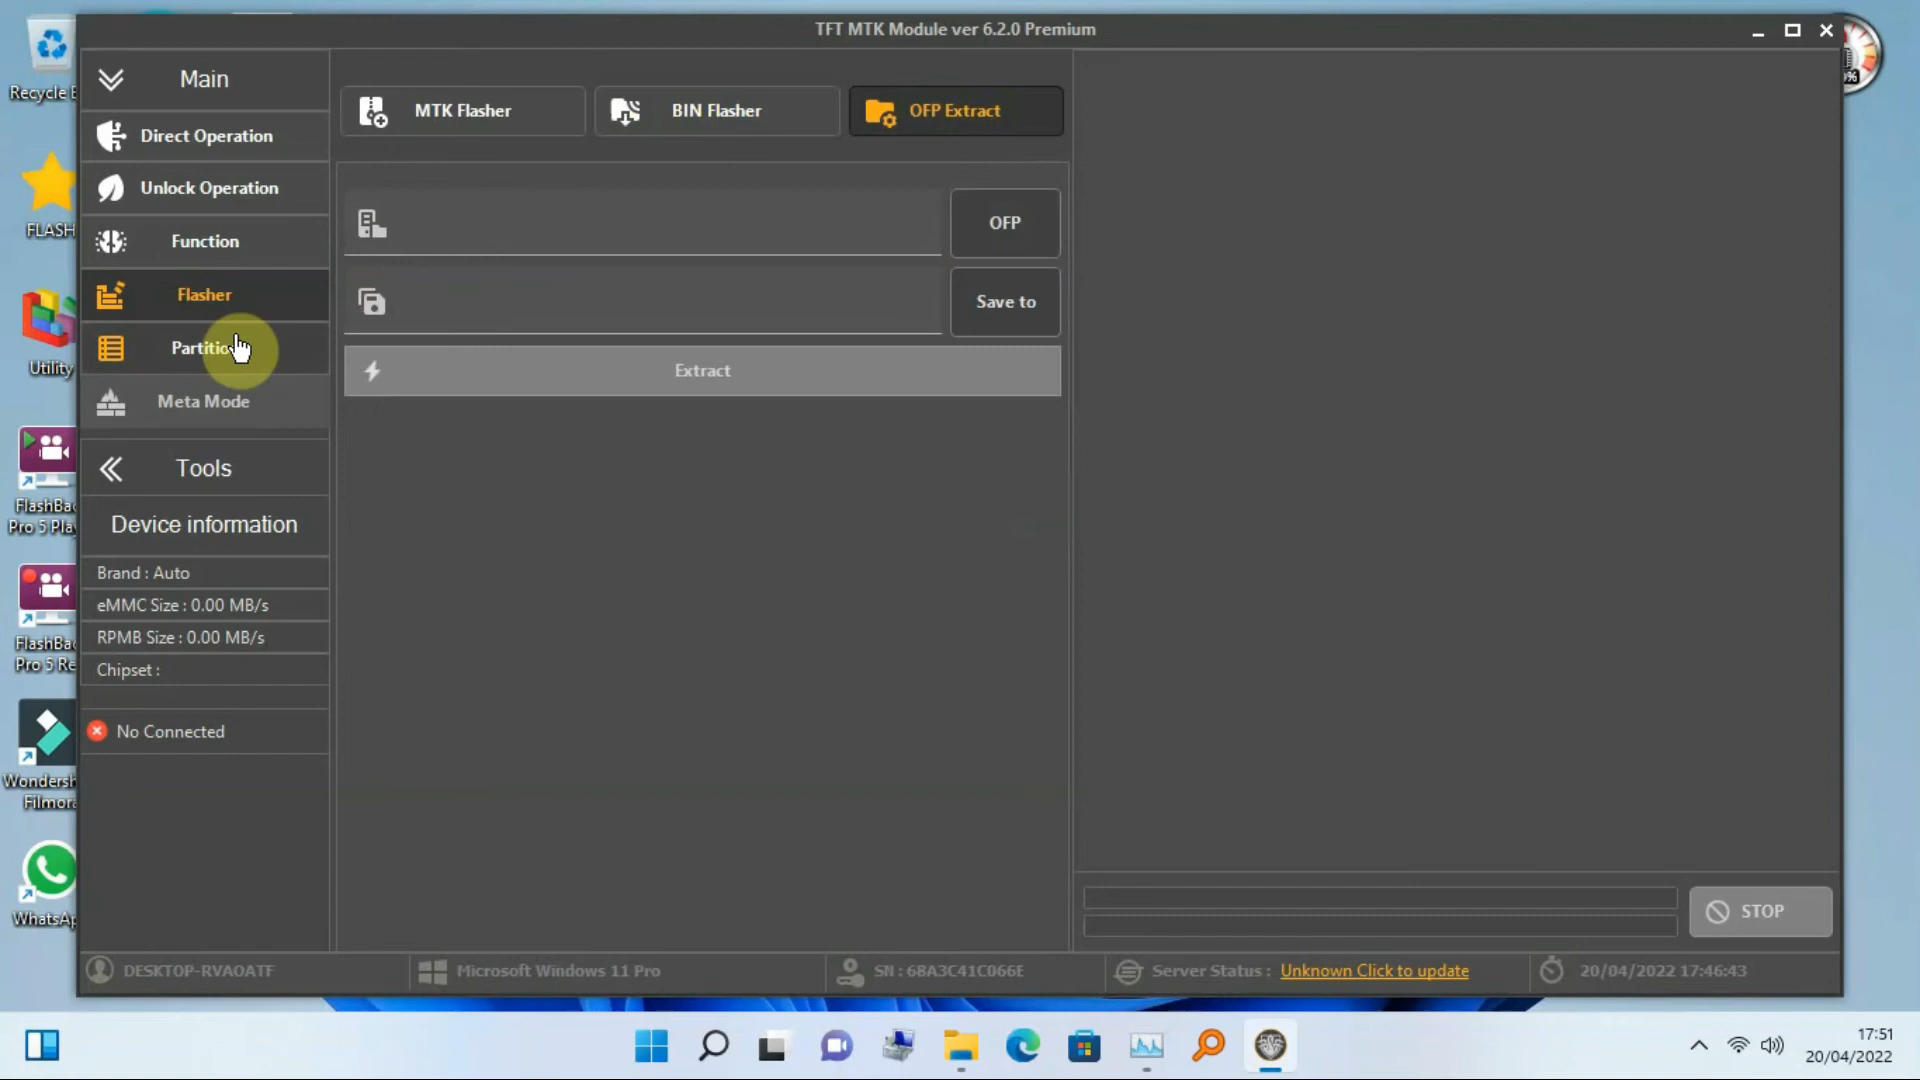 TFT MTK Module ver 6.2.0 Premium
Recycle
Main
MTK Flasher
BIN Flasher
OFP Extract
Direct Operation
Unlock Operation
FLASH
Function
OFP
Flasher
Save to
Partitio
Utility
Extract
Meta Mode
Tools
FlashBac
Pro 5 Play
Device information
Brand : Auto
eMMC Size : 0.00 MB/s
RPMB Size : 0.00 MB/s
FlashBac
Pro 5 Re
Chipset :
No Connected
Wondersh
Filmora
WhatsAp
STOP
DESKTOP-RVAOATF
Microsoft Windows 11 Pro
SN : 6BA3C41C066E
Server Status : Unknown Click to update
20/04/2022 17:46:43
17:51
20/04/2022